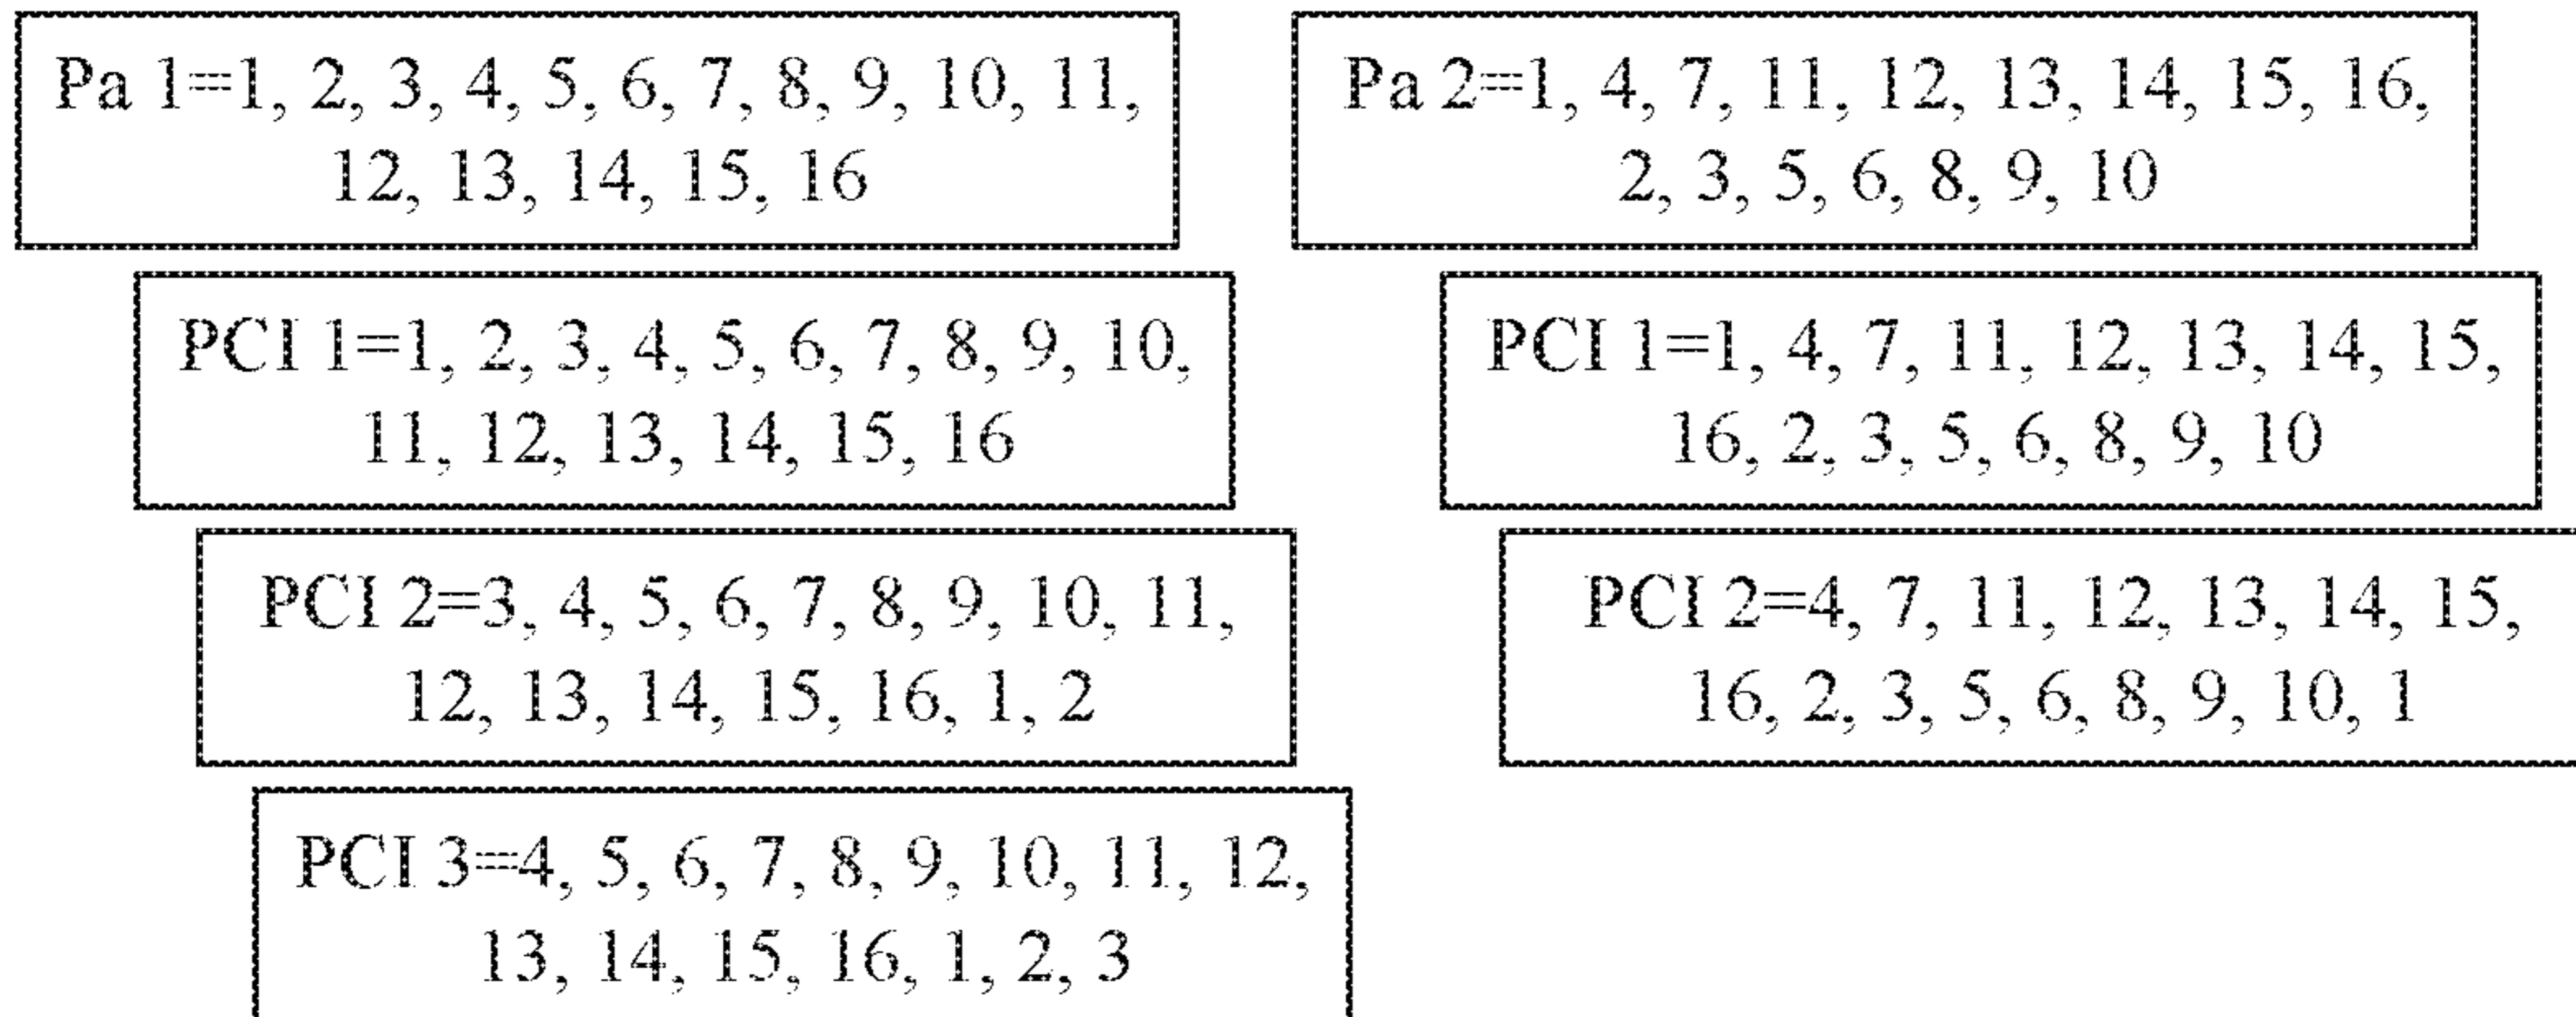 Pa 1=1, 2, 3, 4, 5, 6, 7, 8, 9, 10, 11,
12, 13, 14, 15, 16
Pa 2=1, 4, 7, 11, 12, 13, 14, 15, 16,
2, 3, 5, 6, 8, 9, 10
PCI 1=1, 2, 3, 4, 5, 6, 7, 8, 9, 10,
11, 12, 13, 14, 15, 16
PCI 1=1, 4, 7, 11, 12, 13, 14, 15,
16, 2, 3, 5, 6, 8, 9, 10
PCI 2=3, 4, 5, 6, 7, 8, 9, 10, 11,
12, 13, 14, 15, 16, 1, 2
PCI 2=4, 7, 11, 12, 13, 14, 15,
16, 2, 3, 5, 6, 8, 9, 10, 1
PCI 3=4, 5, 6, 7, 8, 9, 10, 11, 12,
13, 14, 15, 16, 1, 2, 3